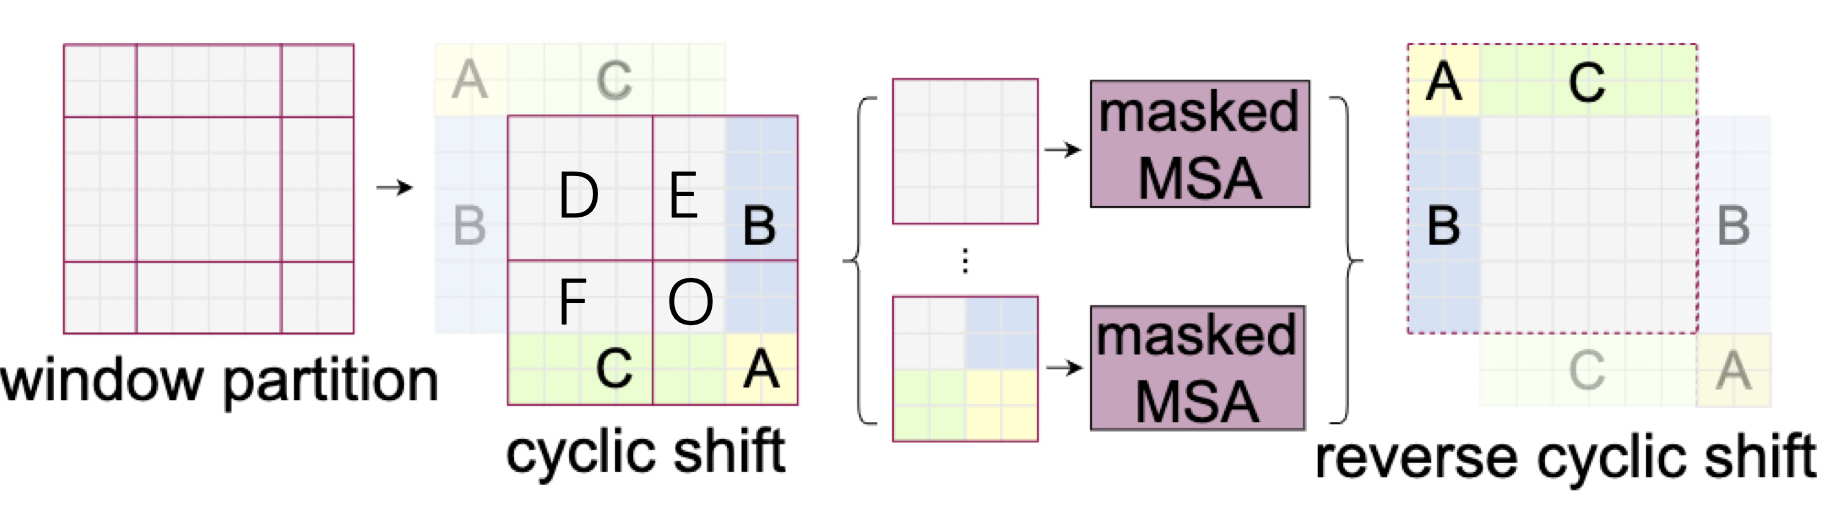 window partition
A C
B
D E B
F O
C A
cyclic shift
masked
MSA
⋮
masked
MSA
A C
B B
C A
reverse cyclic shift